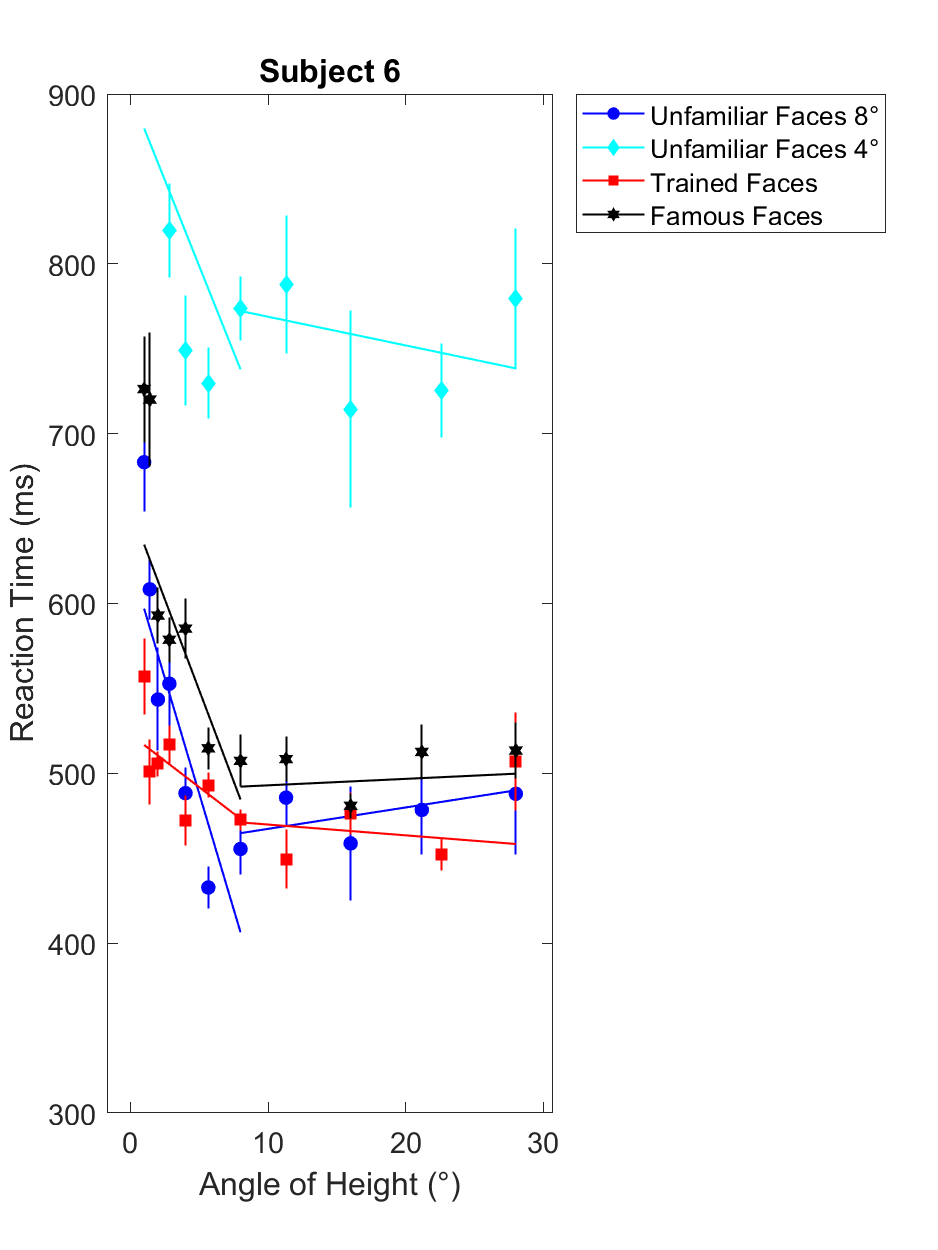 Subject 6
900
800
700
600
500
400
300
0 10 20 30
Reaction Time (ms)
Angle of Height (°)
Unfamiliar Faces 8°
Unfamiliar Faces 4°
Trained Faces
Famous Faces